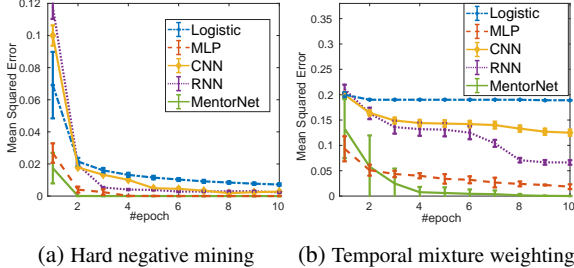 (a)
(b)
0.12
0.1
0.08
0.06
0.04
0.02
0
Mean Squared Error
2
4
6
8
10
#epoch
Logistic
MLP
CNN
RNN
MentorNet
0.35
0.3
0.25
0.2
0.15
0.1
0.05
0
Mean Squared Error
2
4
6
8
10
#epoch
Logistic
MLP
CNN
RNN
MentorNet
(a) Hard negative mining
(b) Temporal mixture weighting